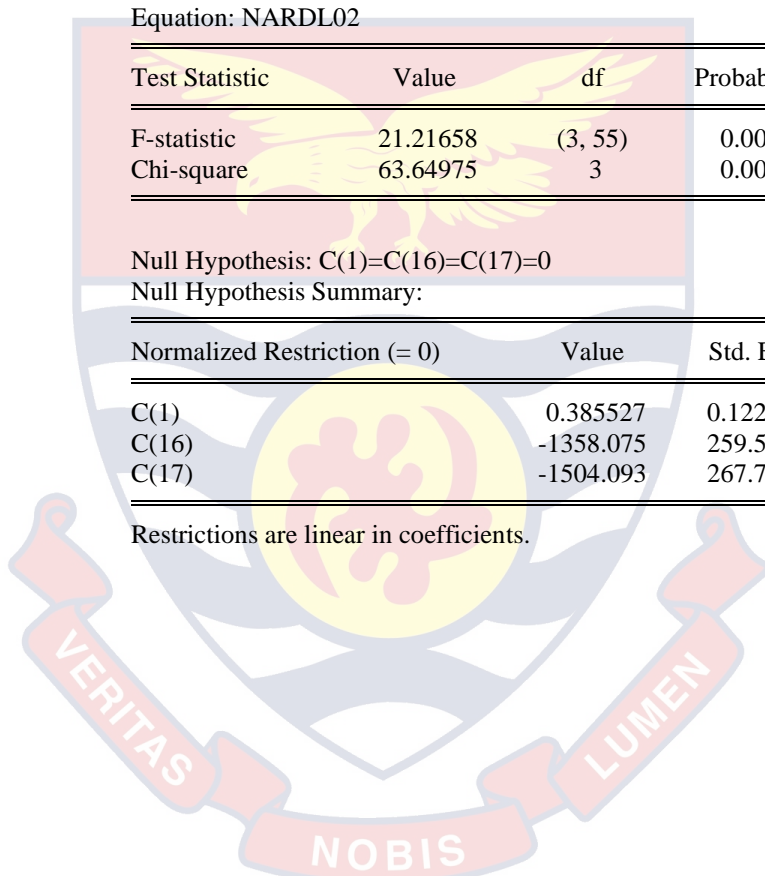 Equation: NARDL02
Test Statistic Value df Probab
F-statistic 21.21658 (3, 55) 0.00
Chi-square 63.64975 3 0.00
Null Hypothesis: C(1)=C(16)=C(17)=0
Null Hypothesis Summary:
Normalized Restriction (= 0) Value Std. E
C(1) 0.385527 0.122
C(16) -1358.075 259.5
C(17) -1504.093 267.7
Restrictions are linear in coefficients.
VERITAS
NOBIS
LUMEN